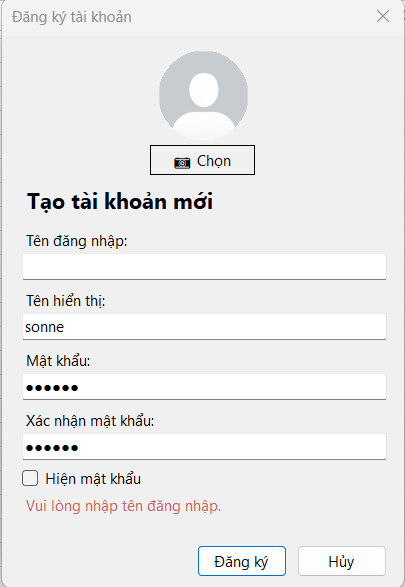 Đăng ký tài khoản
Chọn
Tạo tài khoản mới
Tên đăng nhập:
Tên hiển thị:
sonne
Mật khẩu:
●●●●●●
Xác nhận mật khẩu:
●●●●●●
Hiện mật khẩu
Vui lòng nhập tên đăng nhập.
Đăng ký Hủy